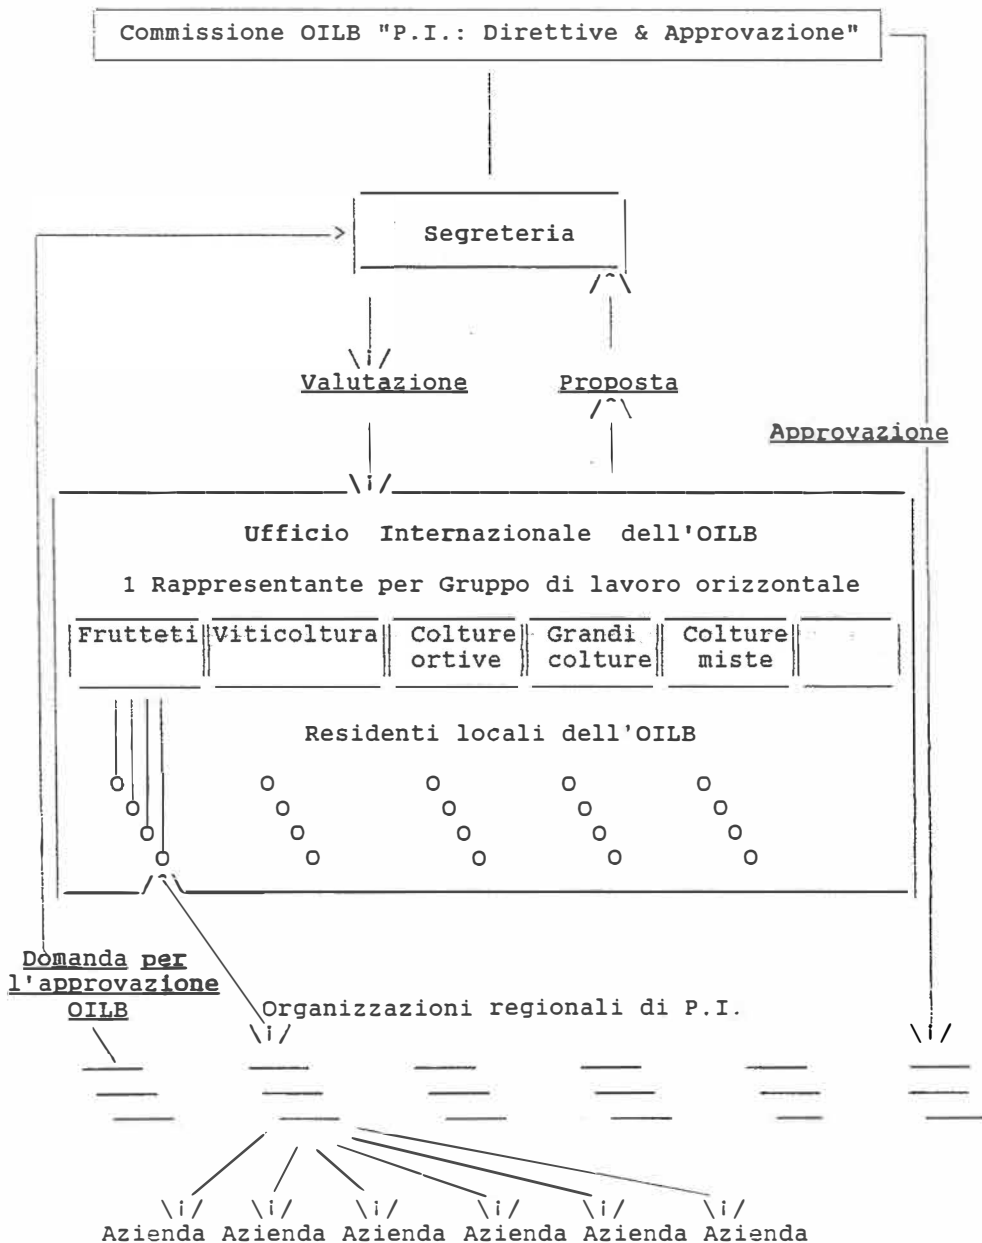 Commissione OILB "P.I.: Direttive & Approvazione"
Segreteria
Valutazione Proposta
Approvazione
Ufficio Internazionale dell'OILB
1 Rappresentante per Gruppo di lavoro orizzontale
Frutteti Viticoltura Colture Grandi Colture
ortive colture miste
Residenti locali dell'OILB
O O O O O
O O O O O
O O O O O
O O O O O
Domanda per
l'approvazione
OILB
Organizzazioni regionali di P.I.
Azienda Azienda Azienda Azienda Azienda Azienda